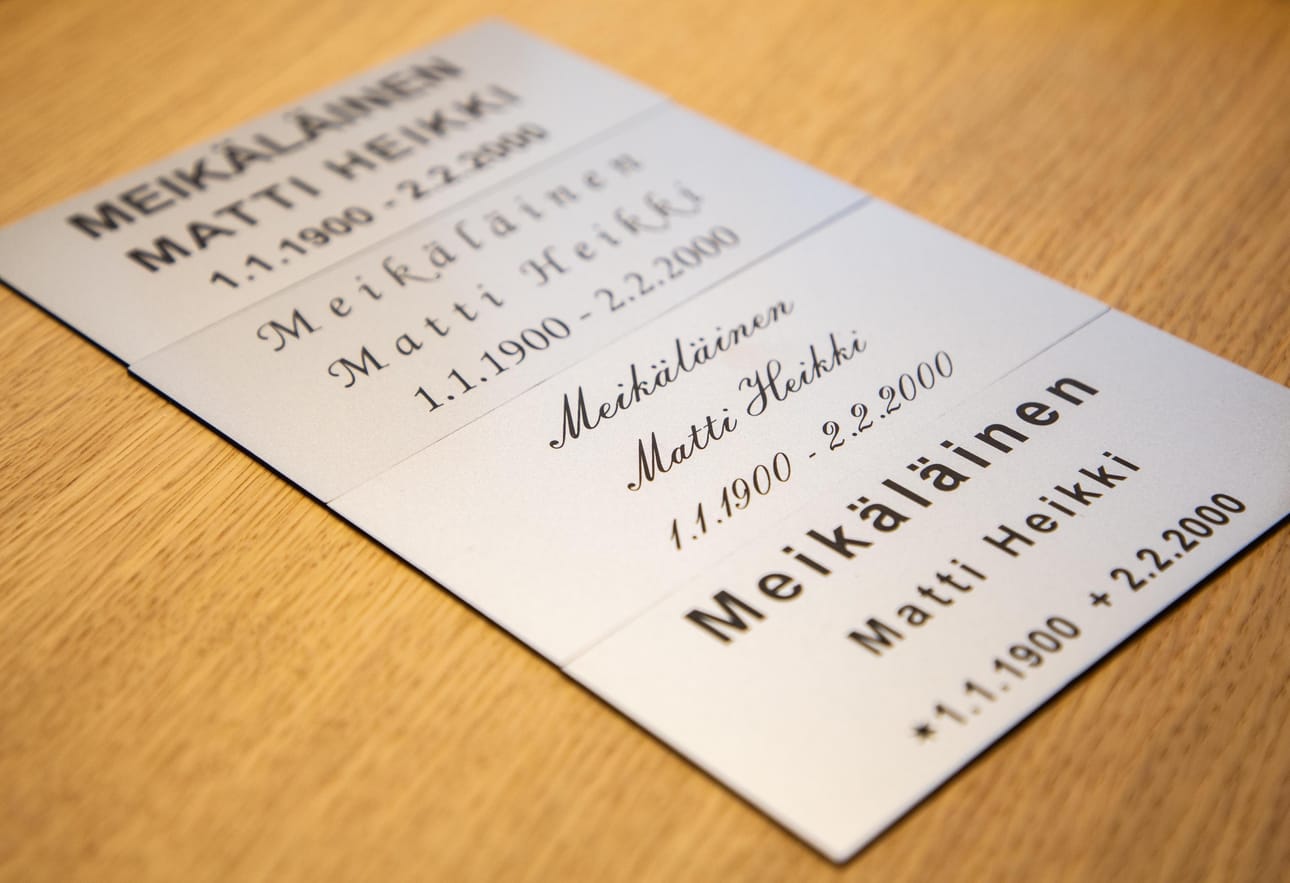 MEIKÄLÄINEN
MATTI HEIKKI
1.1.1900 - 2.2.2000
Meikäläinen
Matti Heikki
1.1.1900 - 2.2.2000
Meikäläinen
Matti Heikki
1.1.1900 - 2.2.2000
Meikäläinen
Matti Heikki
*1.1.1900 + 2.2.2000